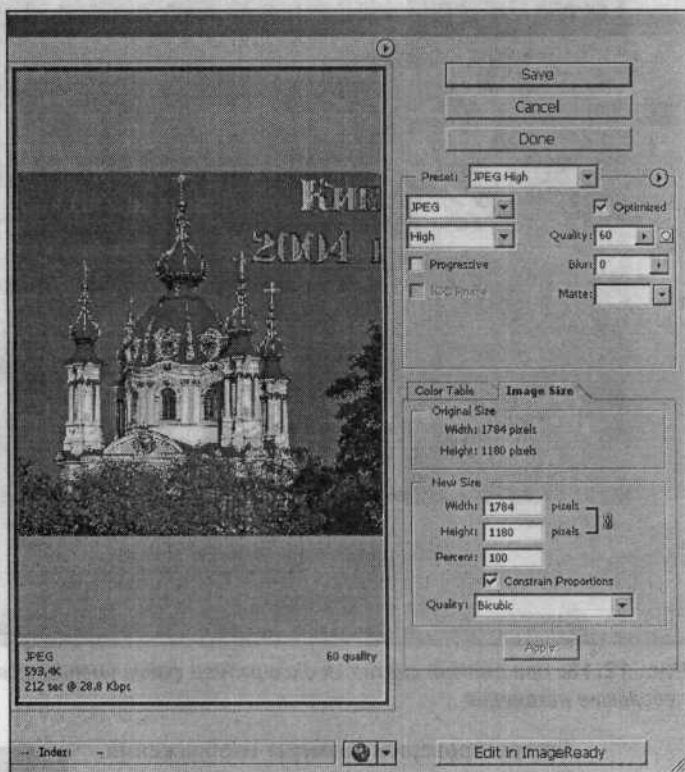 Save
Cancel
Done
Preset: JPEG High
JPEG
Optimized
High
Quality: 60
Progressive
Blur: 0
ICC Profile
Matte:
Ки
2004 г
Color Table
Image Size
Original Size
Width: 1784 pixels
Height: 1180 pixels
New Size
Width: 1784 pixels
Height: 1180 pixels
Percent: 100
Constrain Proportions
Quality: Bicubic
Apply
JPEG
60 quality
593,4K
212 sec @ 28.8 Kbps
-- Index: --
Edit in ImageReady